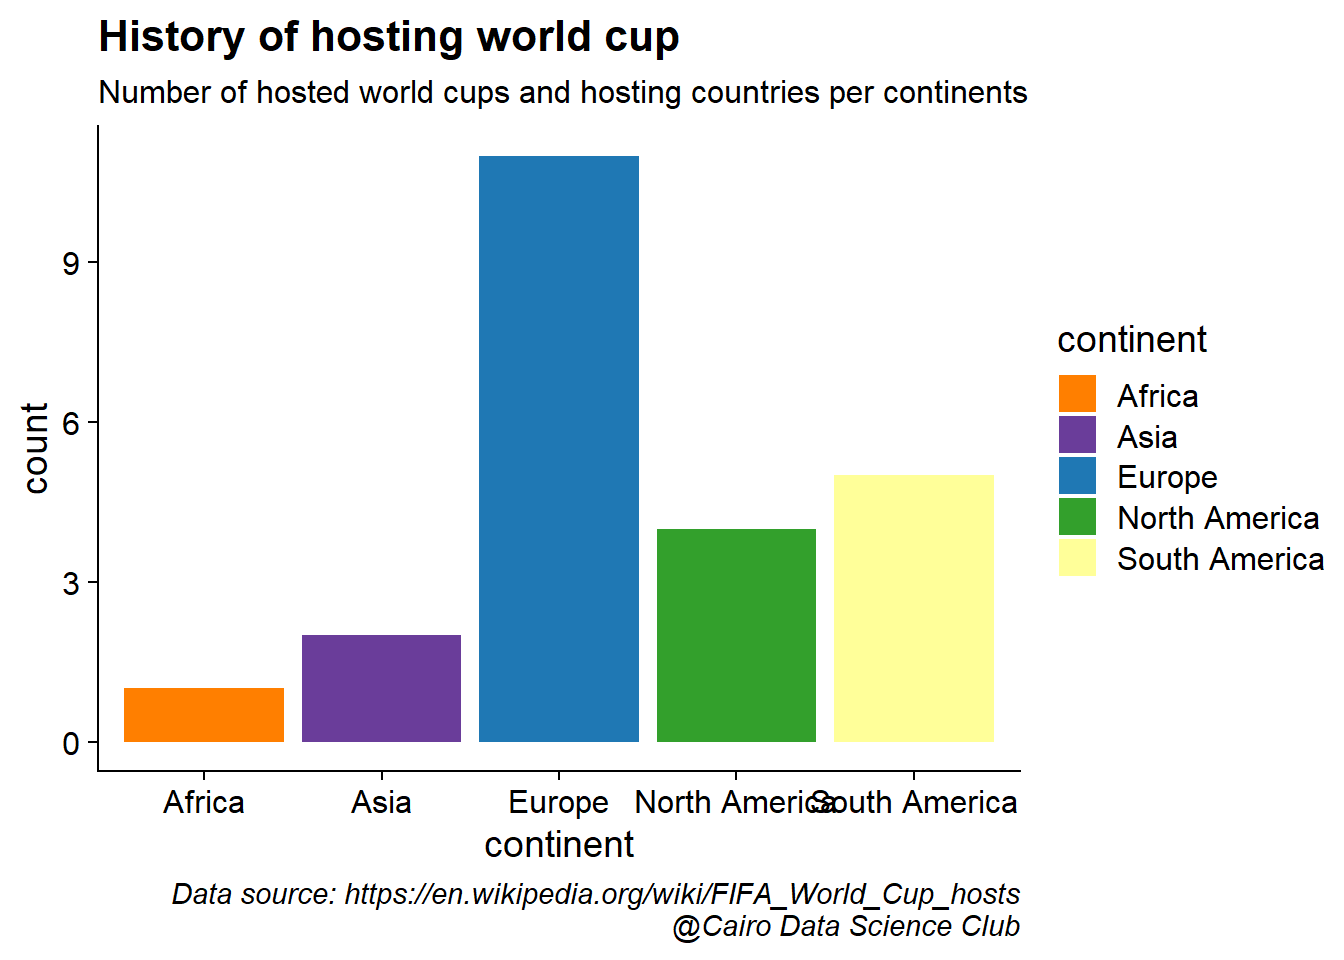 History of hosting world cup
Number of hosted world cups and hosting countries per continents
count
9
6
3
0
Africa
Asia
Europe
North America
South America
continent
continent
Africa
Asia
Europe
North America
South America
Data source: https://en.wikipedia.org/wiki/FIFA_World_Cup_hosts
@Cairo Data Science Club